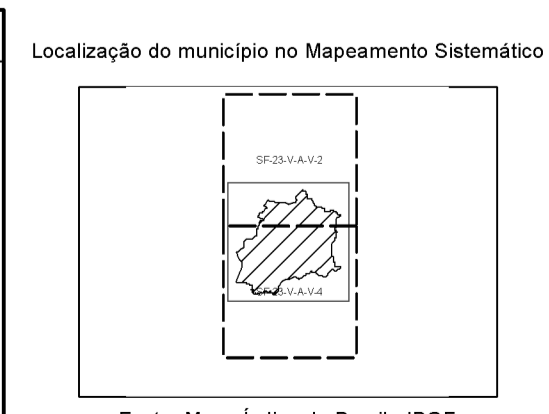 Localização do município no Mapeamento Sistemático
SF-23-V-A-V-2
SF-23-V-A-V-4